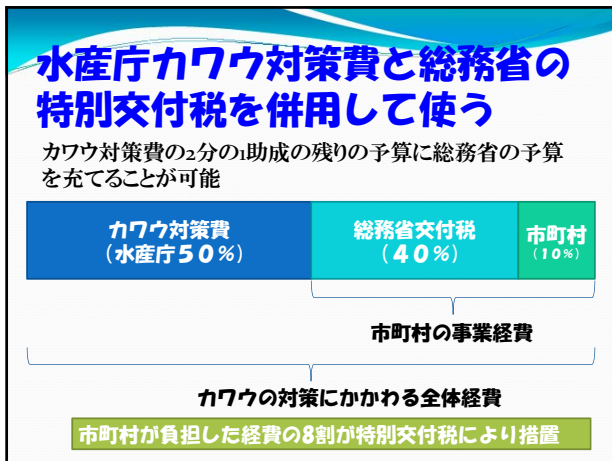 水産庁カワウ対策費と総務省の
特別交付税を併用して使う
カワウ対策費の2分の1助成の残りの予算に総務省の予算
を充てることが可能
カワウ対策費
（水産庁５０％）
総務省交付税
（４０％）
市町村
（１０％）
市町村の事業経費
カワウの対策にかかわる全体経費
市町村が負担した経費の8割が特別交付税により措置